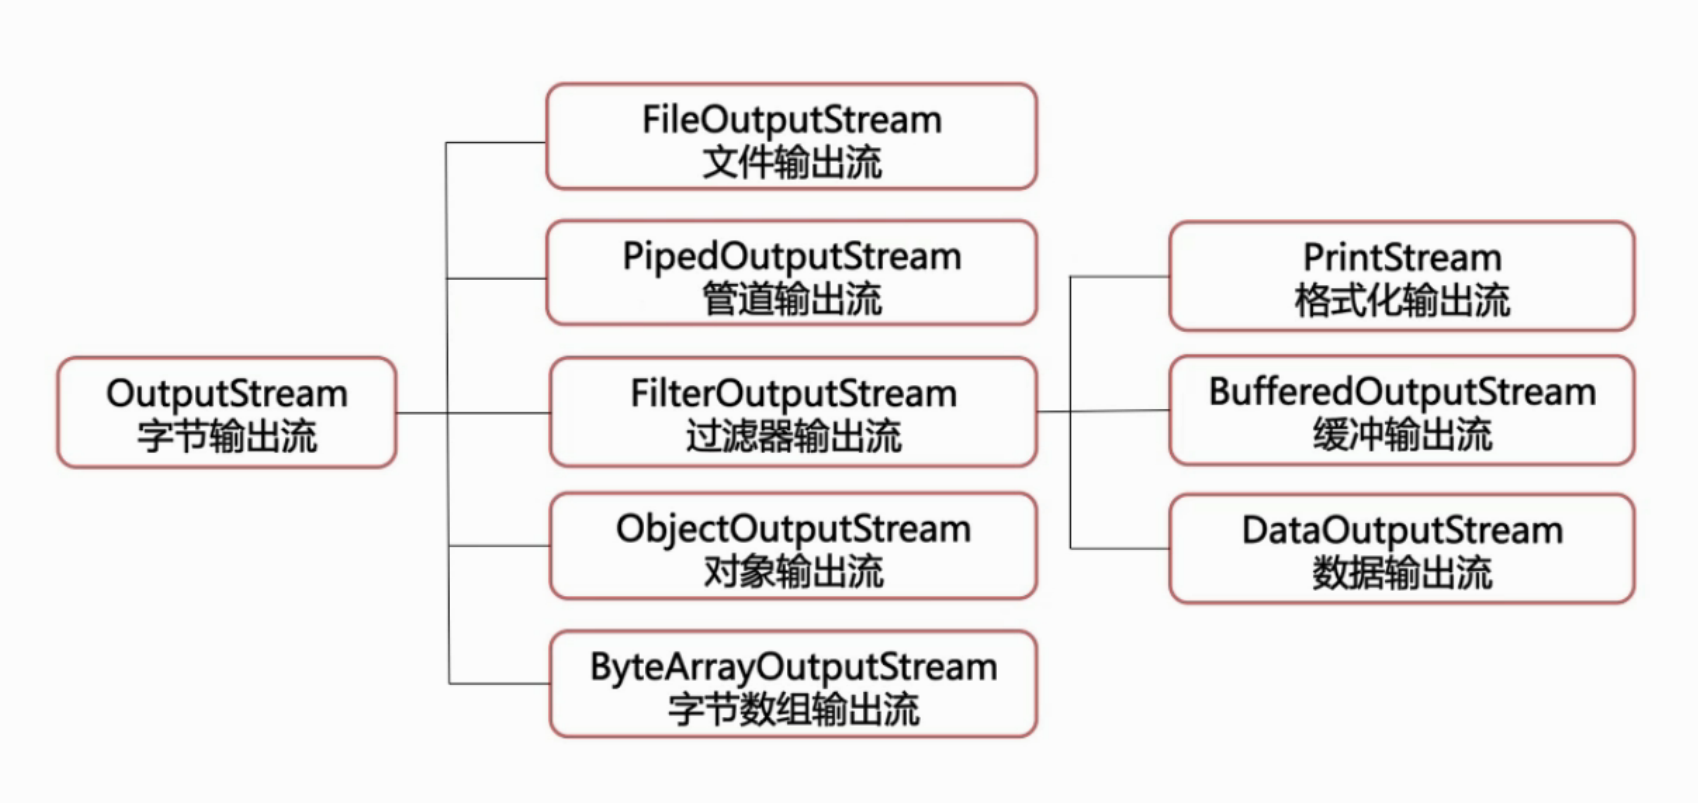 OutputStream
字节输出流
FileOutputStream
文件输出流
PipedOutputStream
管道输出流
FilterOutputStream
过滤器输出流
ObjectOutputStream
对象输出流
ByteArrayOutputStream
字节数组输出流
PrintStream
格式化输出流
BufferedOutputStream
缓冲输出流
DataOutputStream
数据输出流